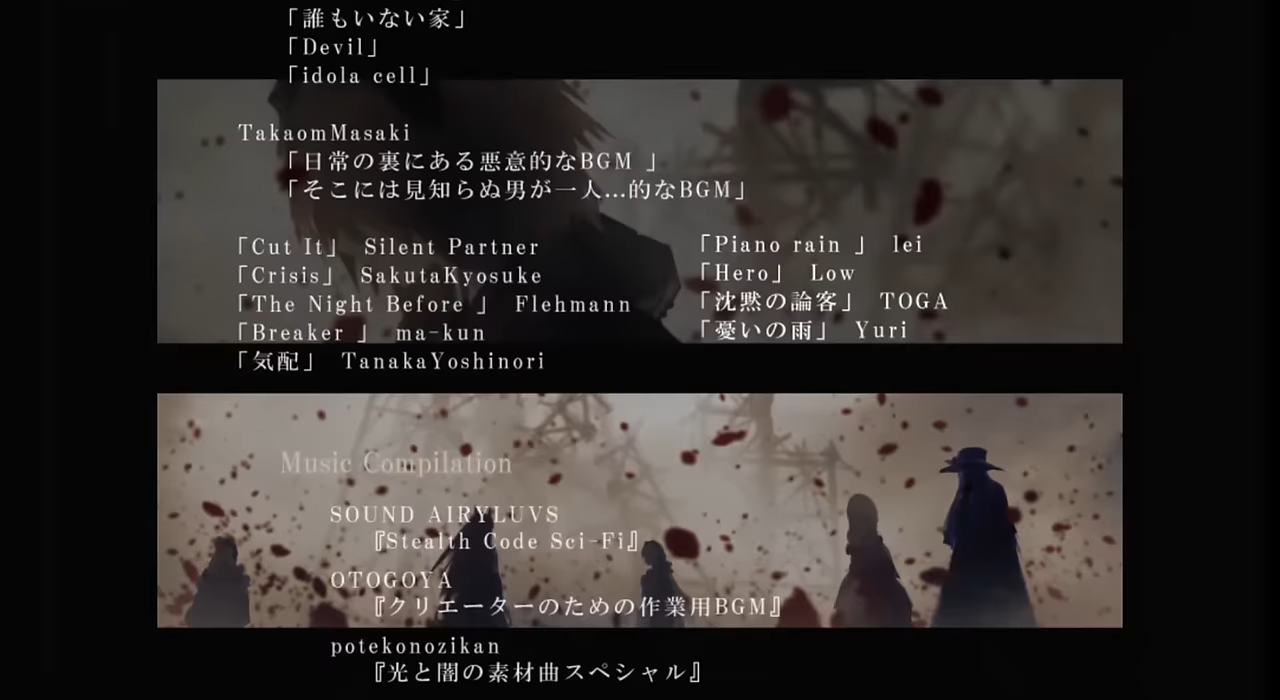 「誰もいない家」
「Devil」
「idola cell」
TakaomMasaki
「日常の裏にある悪意的なBGM 」
「そこには見知らぬ男が一人…的なBGM」
「Cut It」 Silent Partner
「Crisis」 SakutaKyosuke
「The Night Before 」 Flehmann
「Breaker 」 ma-kun
「気配」 TanakaYoshinori
「Piano rain 」 lei
「Hero」 Low
「沈黙の論客」 TOGA
「憂いの雨」 Yuri
Music Compilation
SOUND AIRYLUVS
『Stealth Code Sci-Fi』
OTOGOYA
『クリエーターのための作業用BGM』
potekonozikan
『光と闇の素材曲スペシャル』